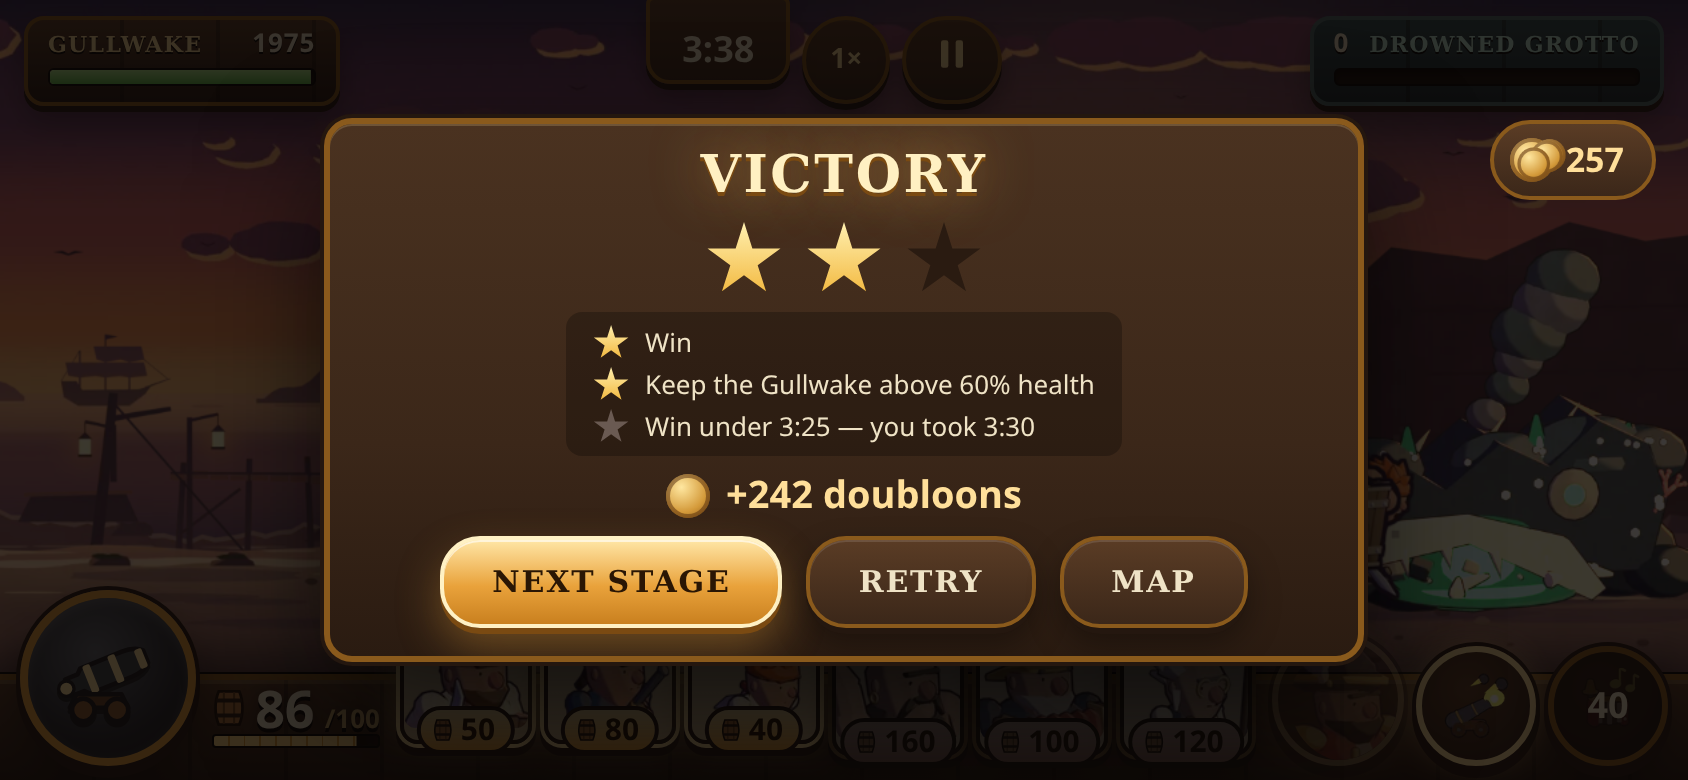 GULLWAKE 1975
3:38
1×
0 DROWNED GROTTO
257
VICTORY
Win
Keep the Gullwake above 60% health
Win under 3:25 — you took 3:30
+242 doubloons
NEXT STAGE
RETRY
MAP
86 /100
50
80
40
160
100
120
40